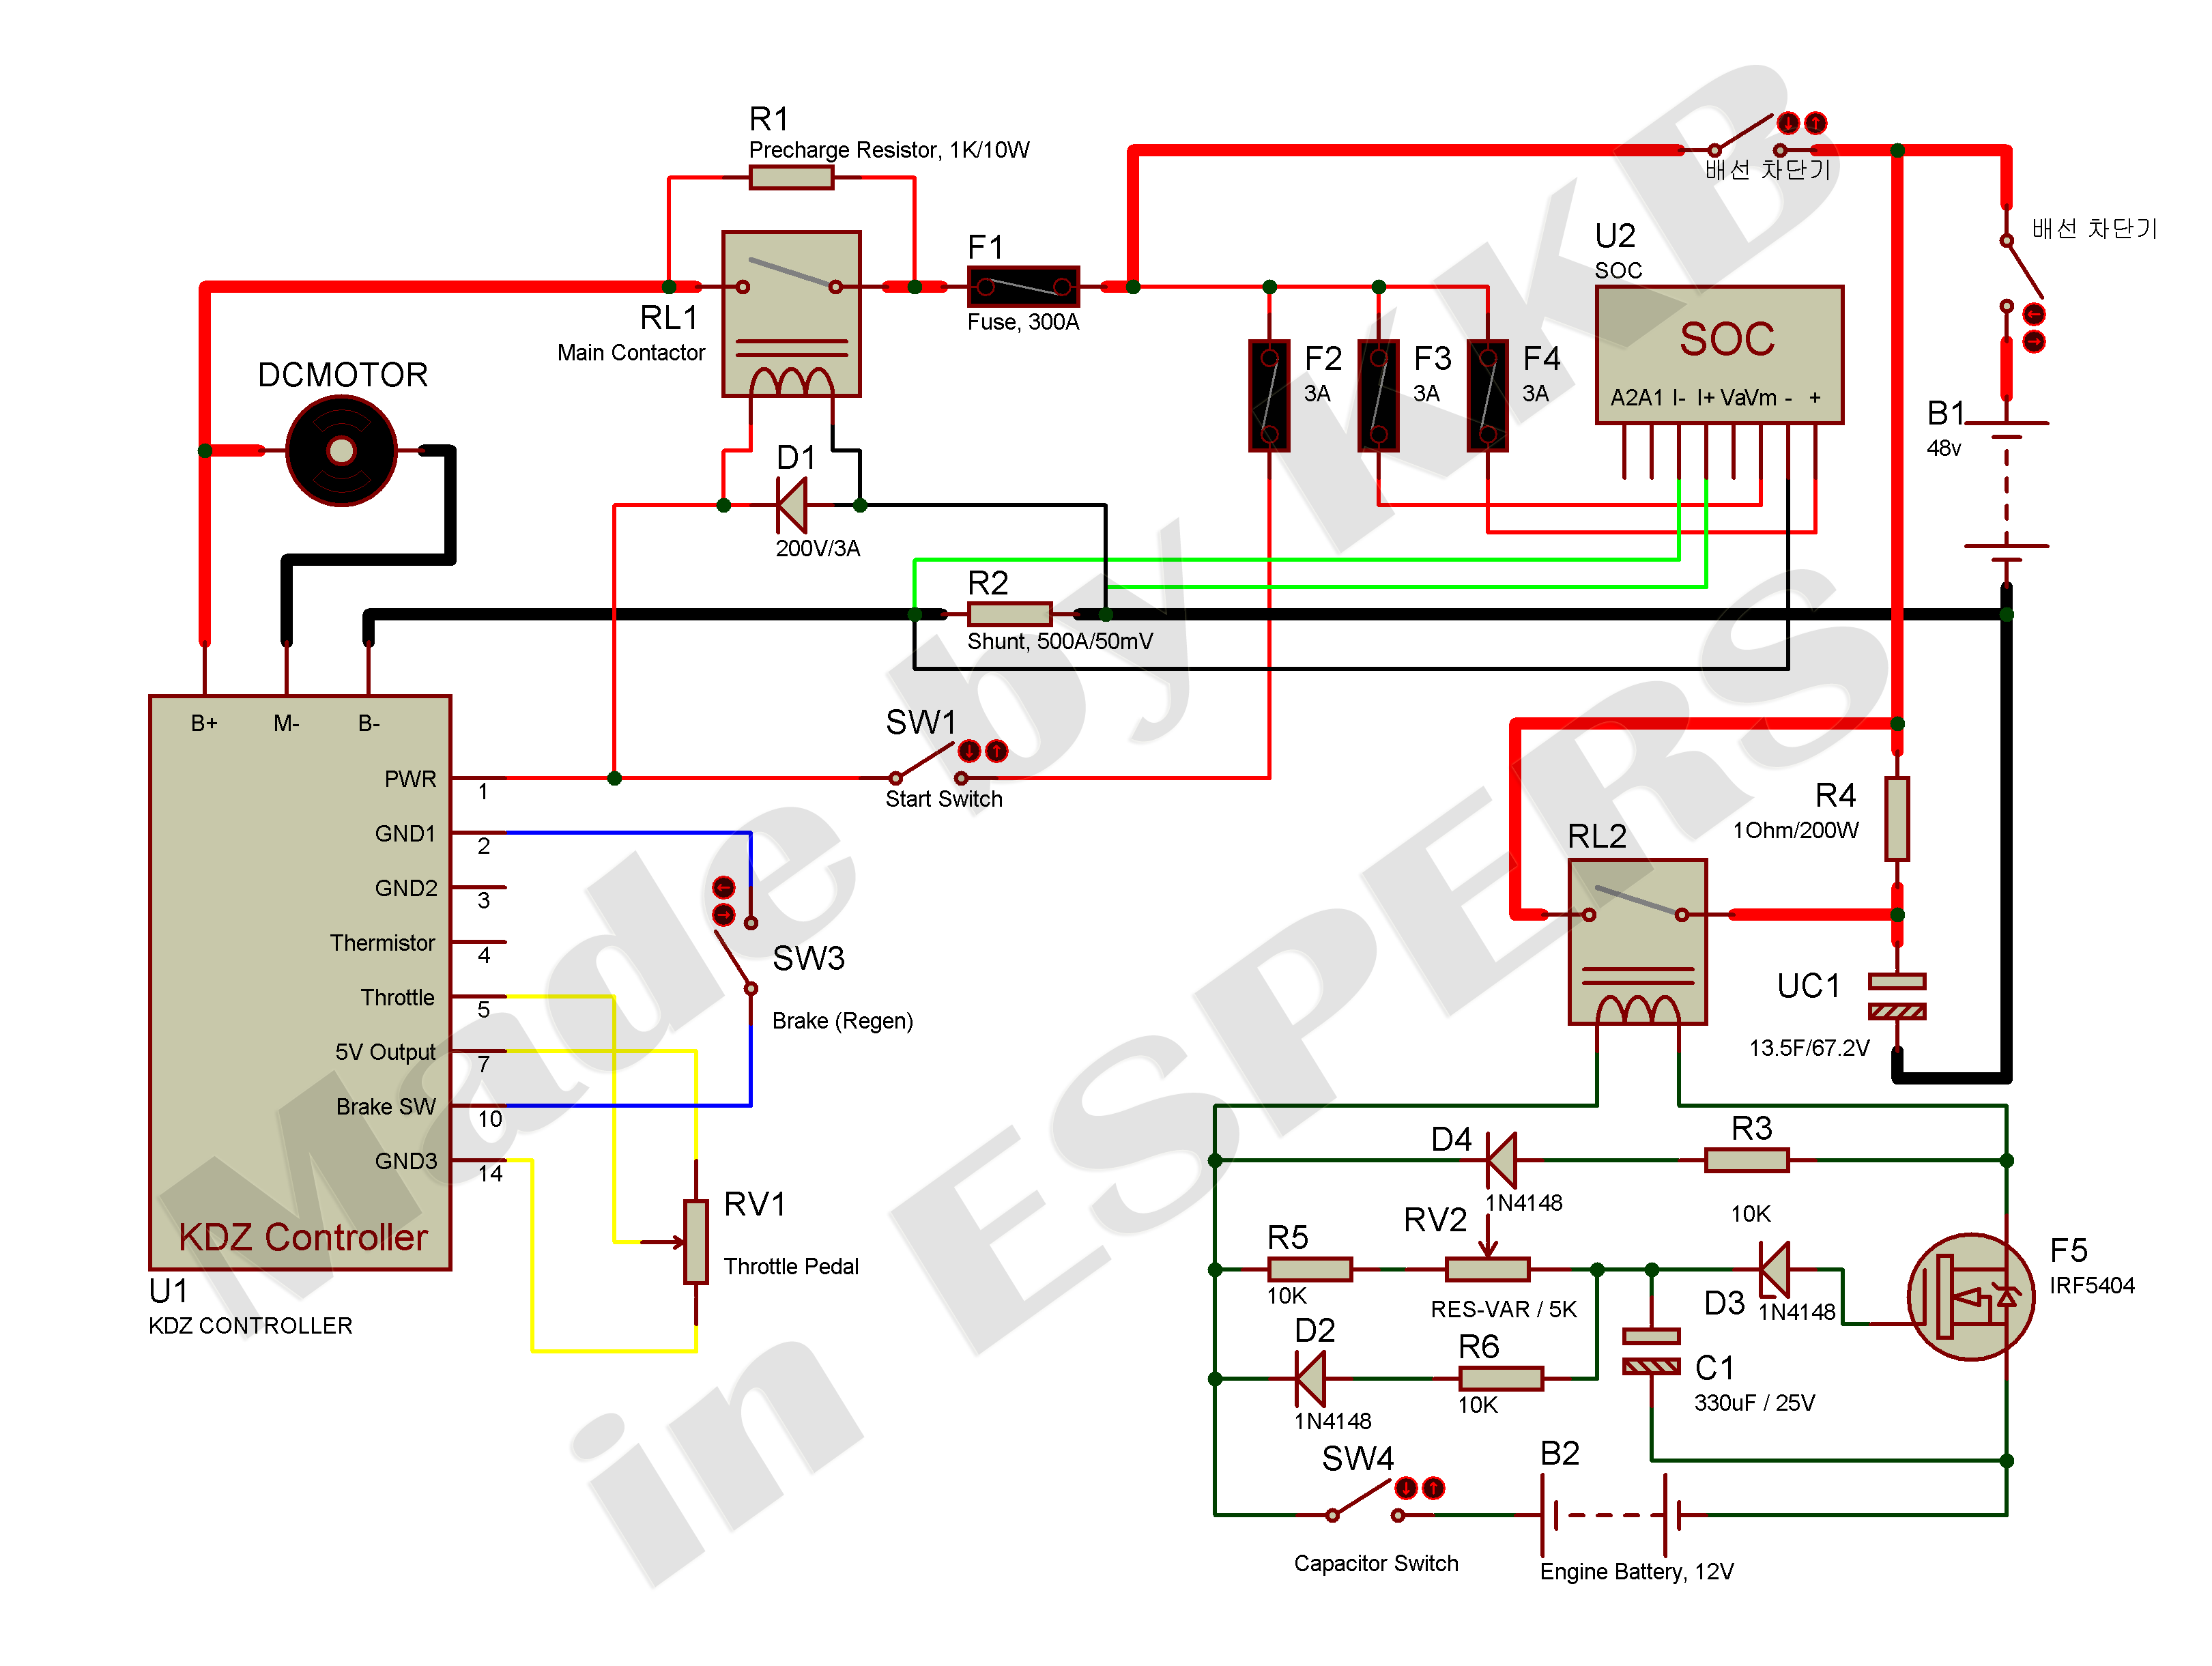 R1
Precharge Resistor, 1K/10W
배선 차단기
배선 차단기
U2
SOC
F1
Fuse, 300A
RL1
Main Contactor
SOC
A2A1 I- I+ VaVm - +
F2
3A
F3
3A
F4
3A
DCMOTOR
B1
48v
D1
200V/3A
R2
Shunt, 500A/50mV
B+
M-
B-
SW1
Start Switch
PWR
1
GND1
2
GND2
3
Thermistor
4
Throttle
5
5V Output
7
Brake SW
10
GND3
14
KDZ Controller
U1
KDZ CONTROLLER
SW3
Brake (Regen)
RV1
Throttle Pedal
R4
1Ohm/200W
RL2
UC1
13.5F/67.2V
D4
1N4148
R3
10K
R5
10K
RV2
RES-VAR / 5K
D3
1N4148
F5
IRF5404
D2
1N4148
R6
10K
C1
330uF / 25V
SW4
Capacitor Switch
B2
Engine Battery, 12V
Made by KKB
in ESPERS